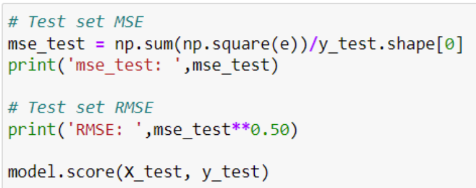 # Test set MSE
mse_test = np.sum(np.square(e))/y_test.shape[0]
print('mse_test: ',mse_test)
# Test set RMSE
print('RMSE: ',mse_test**0.50)
model.score(X_test, y_test)